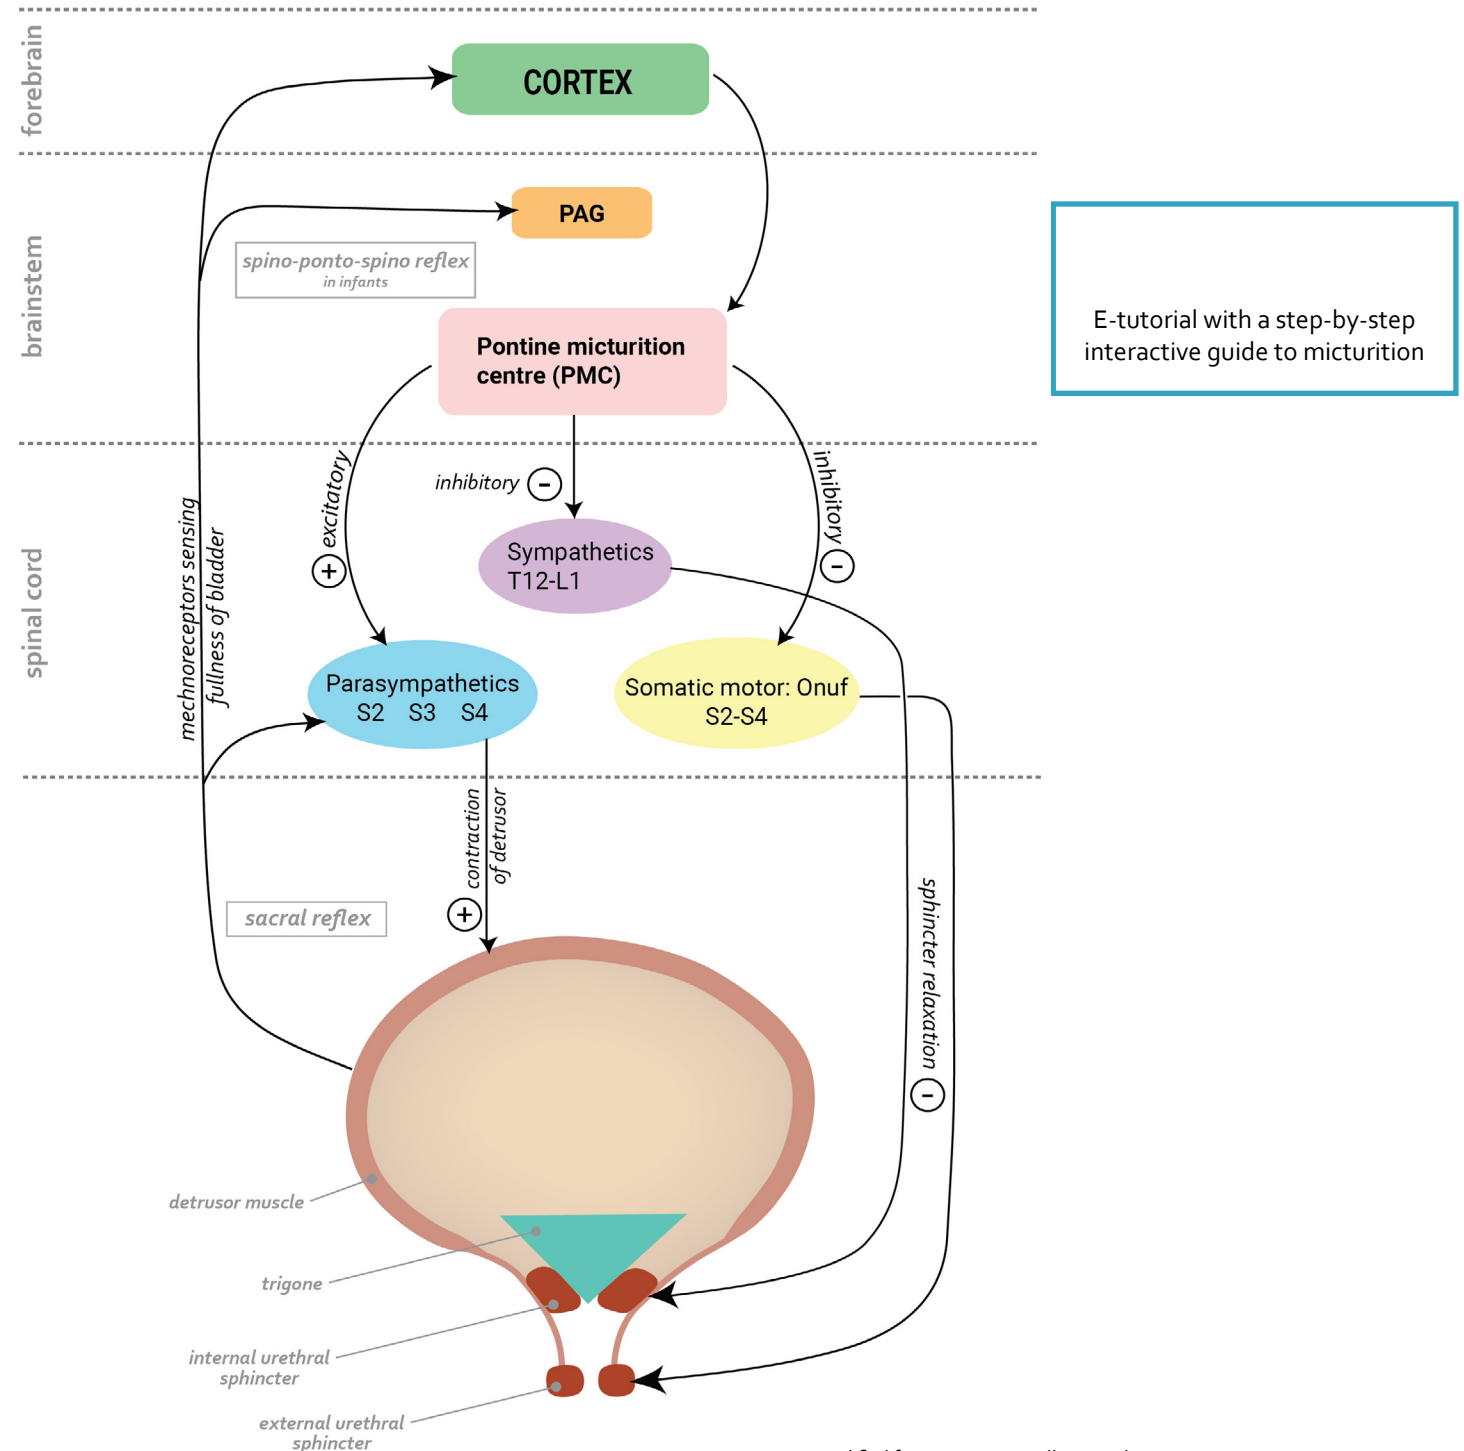 forebrain
CORTEX
brainstem
PAG
spino-ponto-spino reflex
in infants
E-tutorial with a step-by-step
interactive guide to micturition
Pontine micturition
centre (PMC)
spinal cord
mechnoreceptors sensing
fullness of bladder
+ excitatory
inhibitory -
inhibitory -
Sympathetics
T12-L1
Parasympathetics
S2 S3 S4
Somatic motor: Onuf
S2-S4
contraction
of detrusor
+
sacral reflex
sphincter relaxation
-
detrusor muscle
trigone
internal urethral
sphincter
external urethral
sphincter